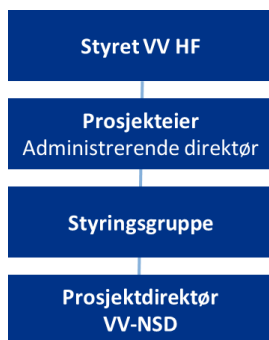 Styret VV HF
Prosjekteier
Administrerende direktør
Styringsgruppe
Prosjektdirektør
VV-NSD